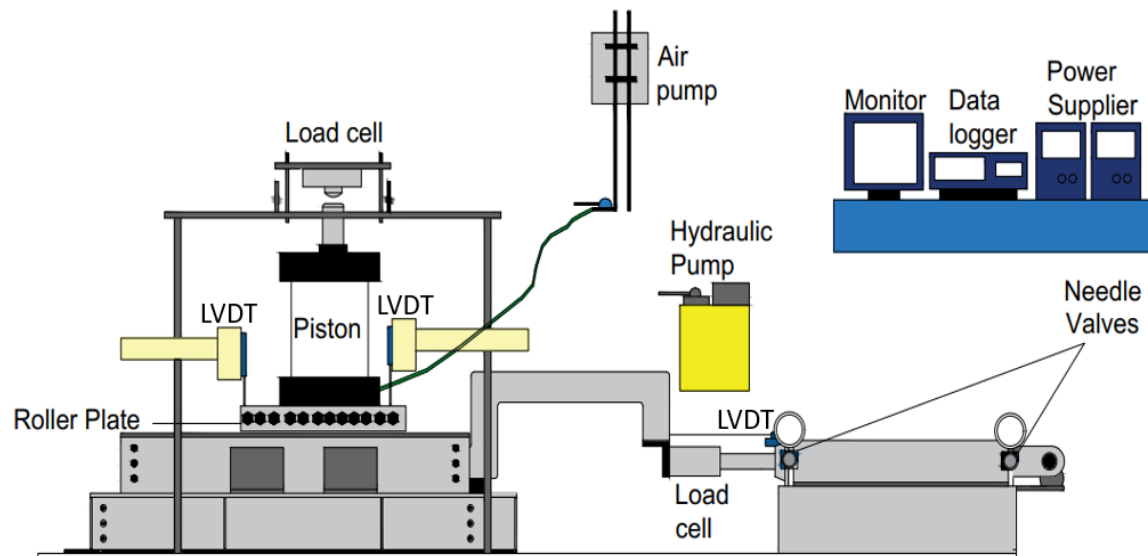 Air
pump
Load cell
Monitor
Data
logger
Power
Supplier
Hydraulic
Pump
Needle
Valves
LVDT
LVDT
Piston
Roller Plate
LVDT
Load
cell